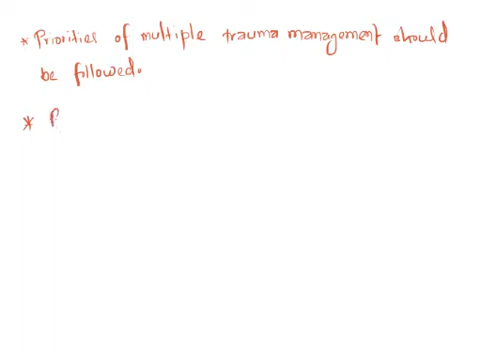 * Priorities of multiple trauma management should
be followed.
*